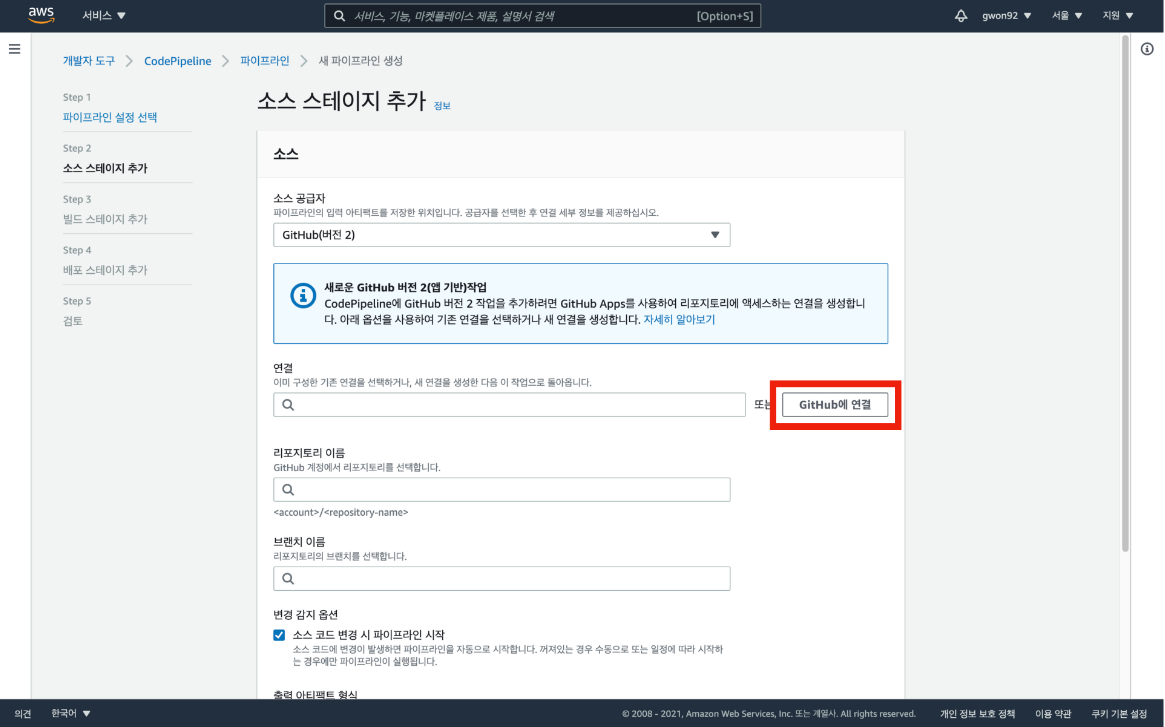 aws
서비스 ▼
서비스, 기능, 마켓플레이스 제품, 설명서 검색
[Option+S]
gwon92 ▼
서울 ▼
지원 ▼
개발자 도구 > CodePipeline > 파이프라인 > 새 파이프라인 생성
Step 1
파이프라인 설정 선택
Step 2
소스 스테이지 추가
Step 3
빌드 스테이지 추가
Step 4
배포 스테이지 추가
Step 5
검토
소스 스테이지 추가 정보
소스
소스 공급자
파이프라인의 입력 아티팩트를 저장한 위치입니다. 공급자를 선택한 후 연결 세부 정보를 제공하십시오.
GitHub(버전 2)
새로운 GitHub 버전 2(앱 기반)작업
CodePipeline에 GitHub 버전 2 작업을 추가하려면 GitHub Apps를 사용하여 리포지토리에 액세스하는 연결을 생성합니
다. 아래 옵션을 사용하여 기존 연결을 선택하거나 새 연결을 생성합니다. 자세히 알아보기
연결
이미 구성한 기존 연결을 선택하거나, 새 연결을 생성한 다음 이 작업으로 돌아옵니다.
또는
GitHub에 연결
리포지토리 이름
GitHub 계정에서 리포지토리를 선택합니다.
<account>/<repository-name>
브랜치 이름
리포지토리의 브랜치를 선택합니다.
변경 감지 옵션
소스 코드 변경 시 파이프라인 시작
소스 코드에 변경이 발생하면 파이프라인을 자동으로 시작합니다. 꺼져있는 경우 수동으로 또는 일정에 따라 시작하
는 경우에만 파이프라인이 실행됩니다.
출력 아티팩트 형식
의견
한국어 ▼
© 2008 - 2021, Amazon Web Services, Inc. 또는 계열사. All rights reserved.
개인 정보 보호 정책
이용 약관
쿠키 기본 설정